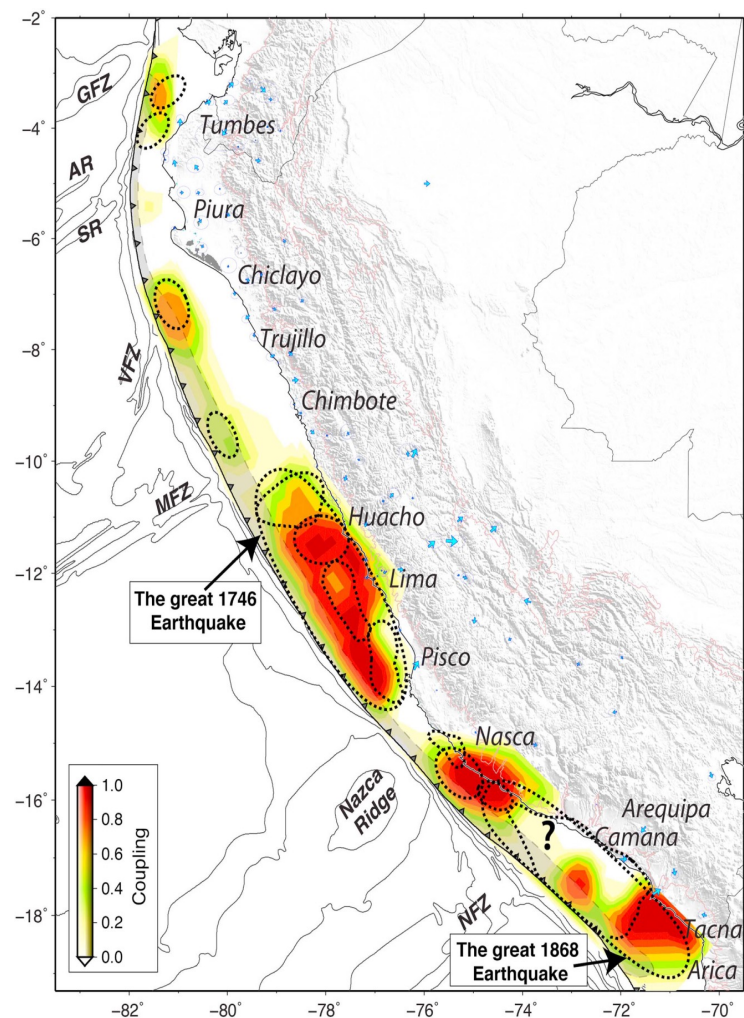 −2°
−4°
−6°
−8°
−10°
−12°
−14°
−16°
−18°
GFZ
AR
SR
VFZ
MFZ
Tumbes
Piura
Chiclayo
Trujillo
Chimbote
Huacho
Lima
Pisco
Nasca
Arequipa
Camana
Tacna
Arica
The great 1746
Earthquake
Nazca
Ridge
NFZ
?
The great 1868
Earthquake
1.0
0.8
0.6
0.4
0.2
0.0
Coupling
−82° −80° −78° −76° −74° −72° −70°